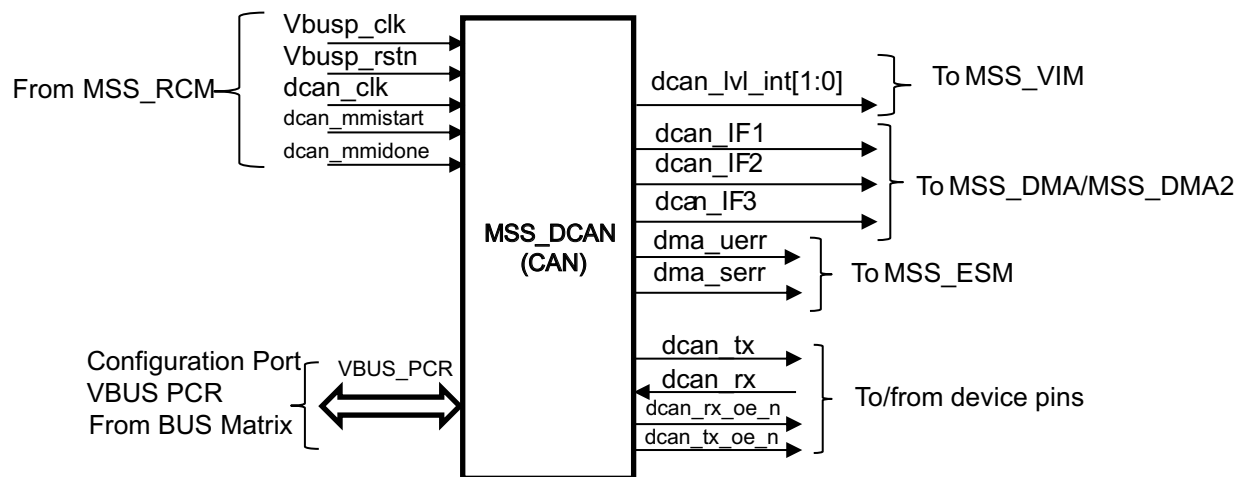 Vbusp_clk
Vbusp_rstn
From MSS_RCM
dcan_clk
dcan_mmistart
dcan_mmidone
Configuration Port
VBUS PCR
From BUS Matrix
VBUS_PCR
MSS_DCAN
(CAN)
dcan_lvl_int[1:0]
To MSS_VIM
dcan_IF1
dcan_IF2
dcan_IF3
To MSS_DMA/MSS_DMA2
dma_uerr
dma_serr
To MSS_ESM
dcan_tx
dcan_rx
dcan_rx_oe_n
dcan_tx_oe_n
To/from device pins